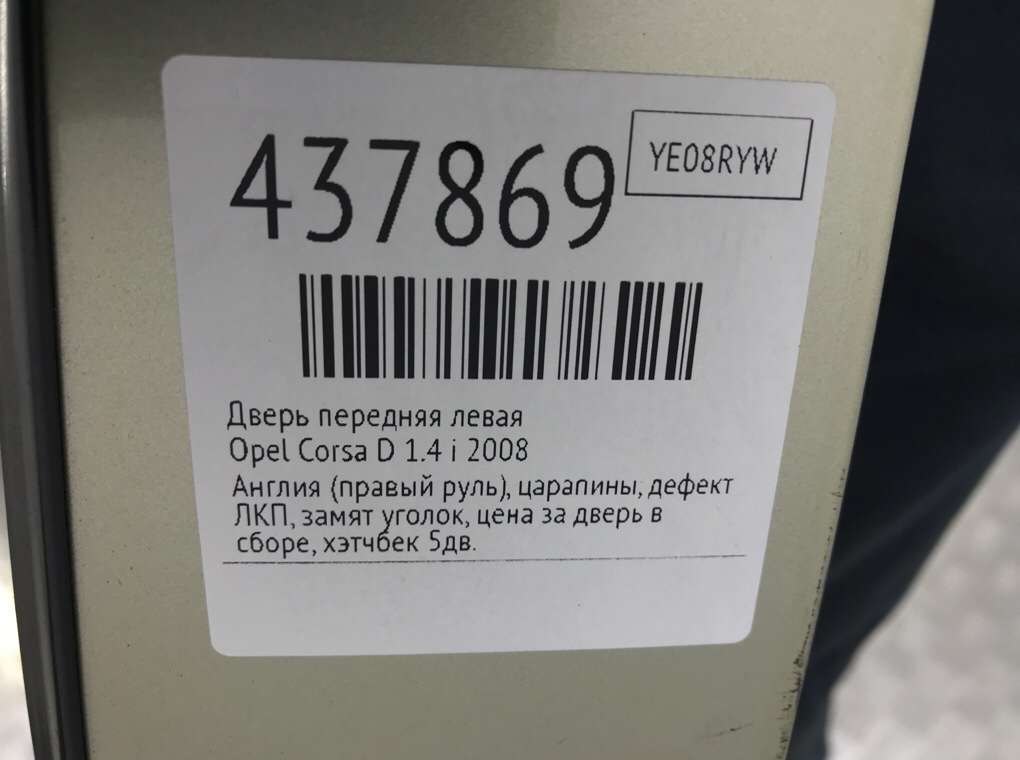 437869
YE08RYW
Дверь передняя левая
Opel Corsa D 1.4 i 2008
Англия (правый руль), царапины, дефект
ЛКП, замят уголок, цена за дверь в
сборе, хэтчбек 5дв.